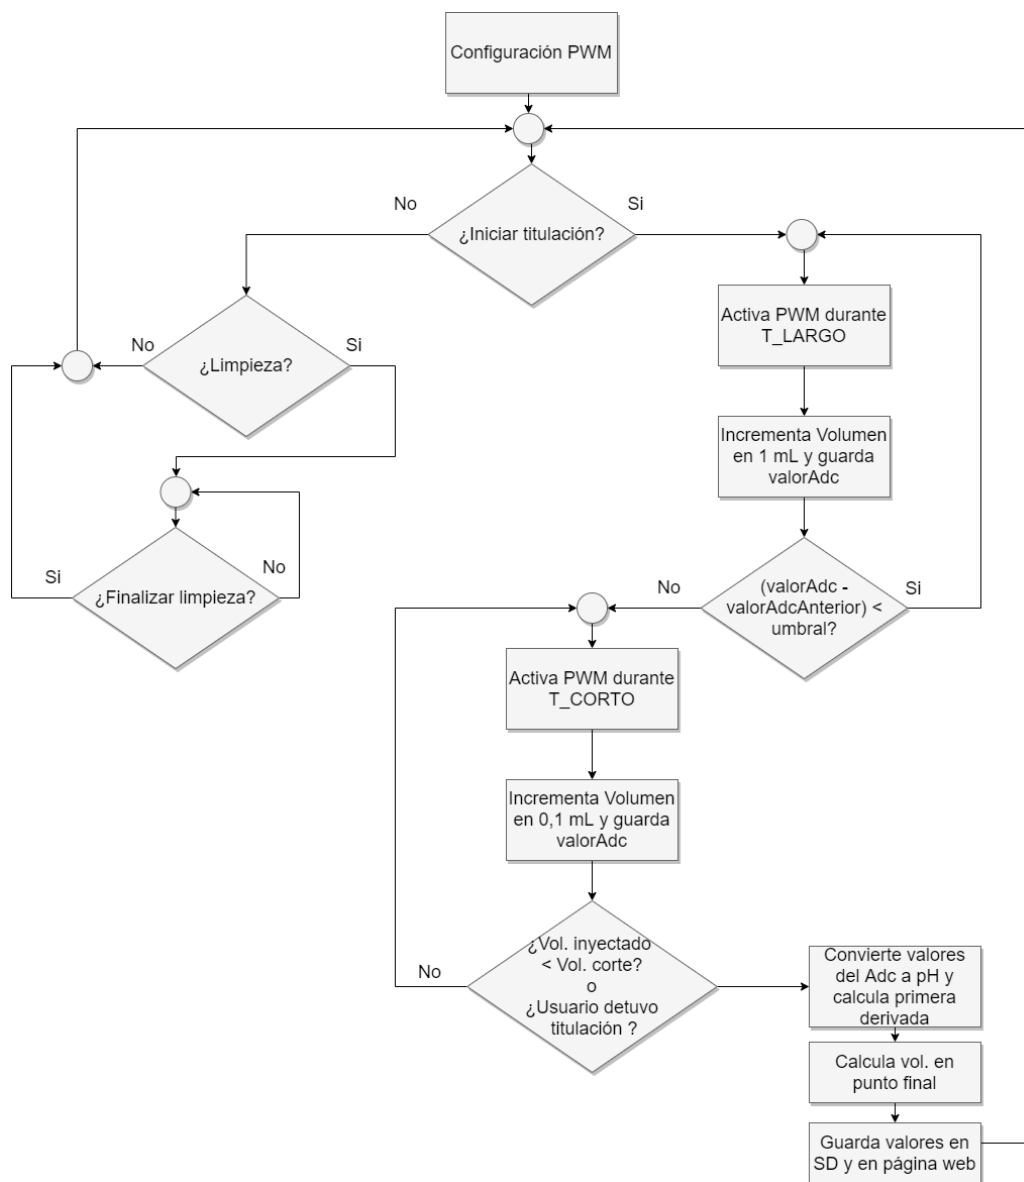 Configuración PWM
No
Si
¿Iniciar titulación?
Activa PWM durante
T_LARGO
No
Si
¿Limpieza?
Incrementa Volumen
en 1 mL y guarda
valorAdc
Si
No
¿Finalizar limpieza?
No
Si
(valorAdc -
valorAdcAnterior) <
umbral?
Activa PWM durante
T_CORTO
Incrementa Volumen
en 0,1 mL y guarda
valorAdc
No
¿Vol. inyectado
< Vol. corte?
o
¿Usuario detuvo
titulación ?
Convierte valores
del Adc a pH y
calcula primera
derivada
Calcula vol. en
punto final
Guarda valores en
SD y en página web